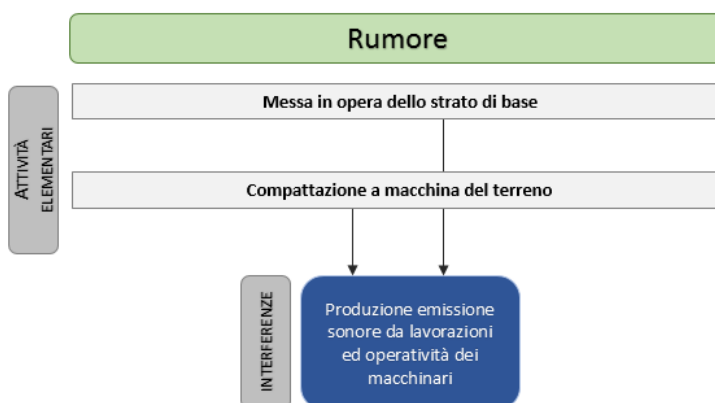 Rumore
ATTIVITÀ
ELEMENTARI
Messa in opera dello strato di base
Compattazione a macchina del terreno
INTERFERENZE
Produzione emissione
sonore da lavorazioni
ed operatività dei
macchinari